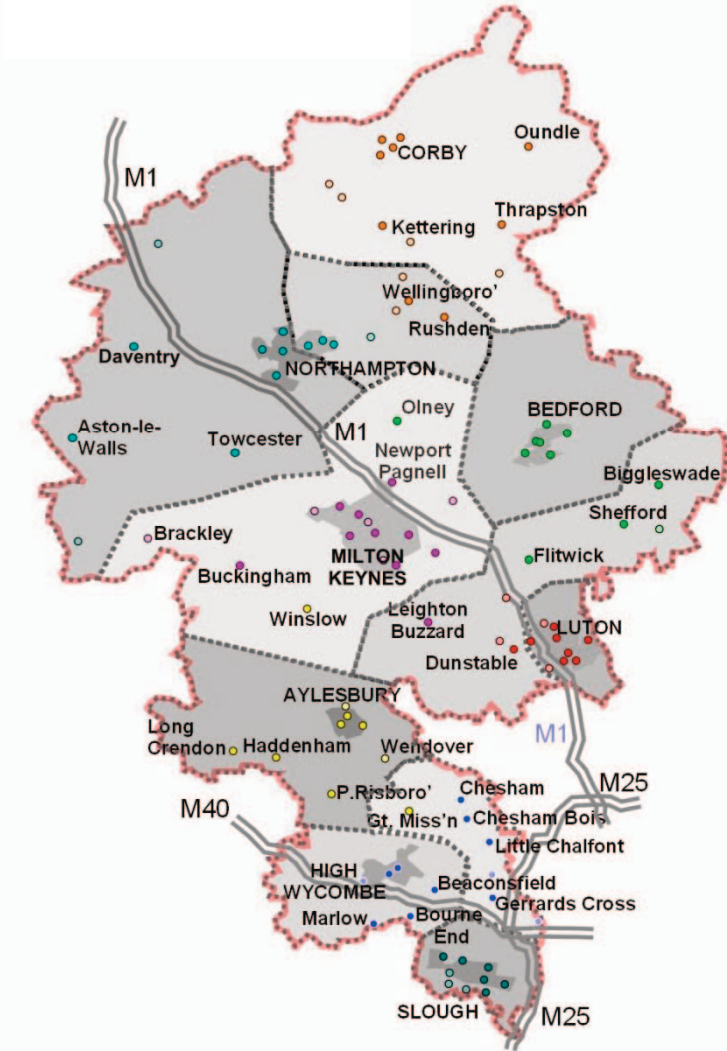 Oundle
CORBY
M1
Thrapston
Kettering
Wellingboro'
Rushden
Daventry
NORTHAMPTON
Olney
BEDFORD
Aston-le-
Walls
M1
Towcester
Newport
Pagnell
Biggleswade
Shefford
Brackley
MILTON
KEYNES
Flitwick
Buckingham
Winslow
Leighton
Buzzard
LUTON
Dunstable
AYLESBURY
M1
Long
Crendon
Haddenham
Wendover
M25
Chesham
P.Risboro'
M40
Gt. Miss'n
Chesham Bois
Little Chalfont
HIGH
WYCOMBE
Beaconsfield
Gerrards Cross
Marlow
Bourne
End
SLOUGH
M25